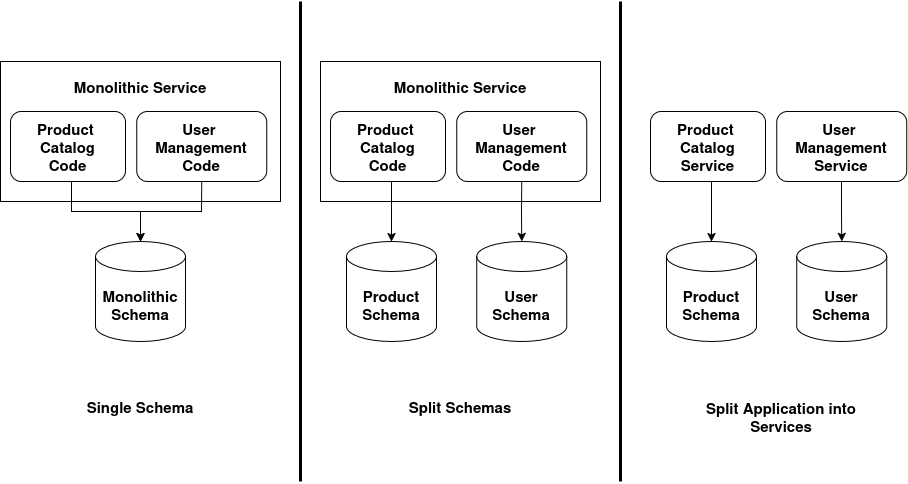 Monolithic Service
Product
Catalog
Code
User
Management
Code
Monolithic
Schema
Single Schema
Monolithic Service
Product
Catalog
Code
User
Management
Code
Product
Schema
User
Schema
Split Schemas
Product
Catalog
Service
User
Management
Service
Product
Schema
User
Schema
Split Application into
Services